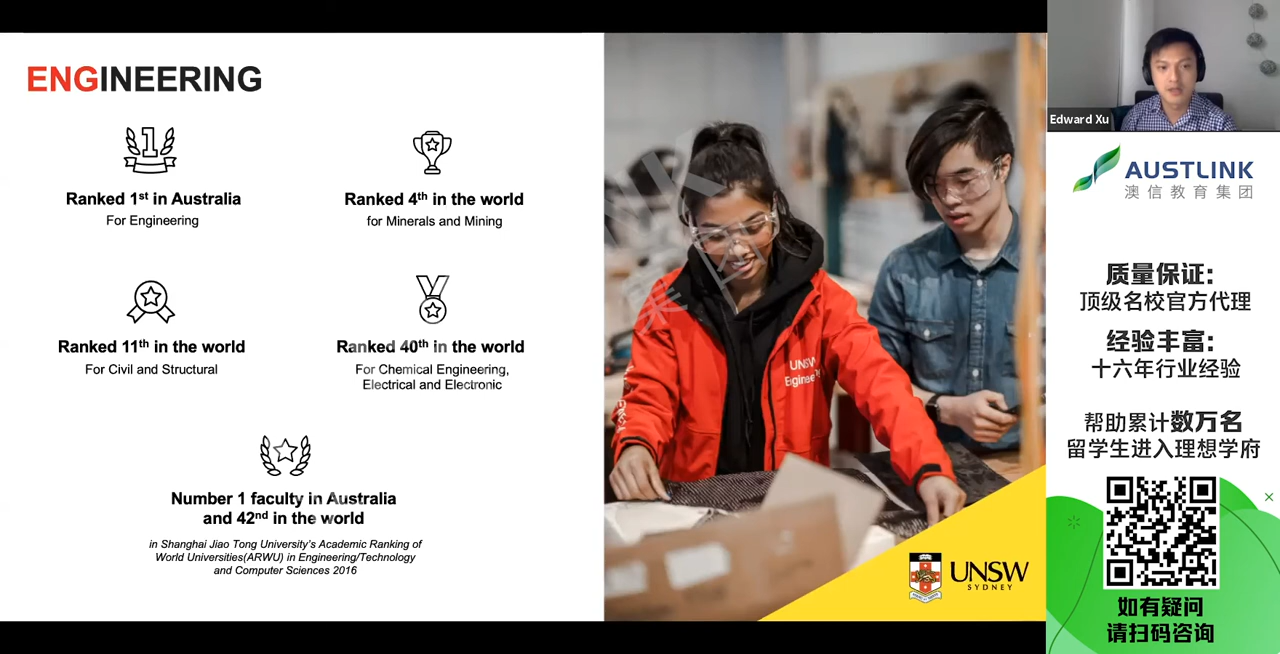 ENGINEERING
1
Ranked 1st in Australia
For Engineering
Ranked 4th in the world
for Minerals and Mining
Ranked 11th in the world
For Civil and Structural
Ranked 40th in the world
For Chemical Engineering,
Electrical and Electronic
Number 1 faculty in Australia
and 42nd in the world
in Shanghai Jiao Tong University's Academic Ranking of
World Universities(ARWU) in Engineering/Technology
and Computer Sciences 2016
UNSW
UNSW
SYDNEY
Edward Xu
AUSTLINK
澳信教育集团
质量保证:
顶级名校官方代理
经验丰富:
十六年行业经验
帮助累计数万名
留学生进入理想学府
如有疑问
请扫码咨询